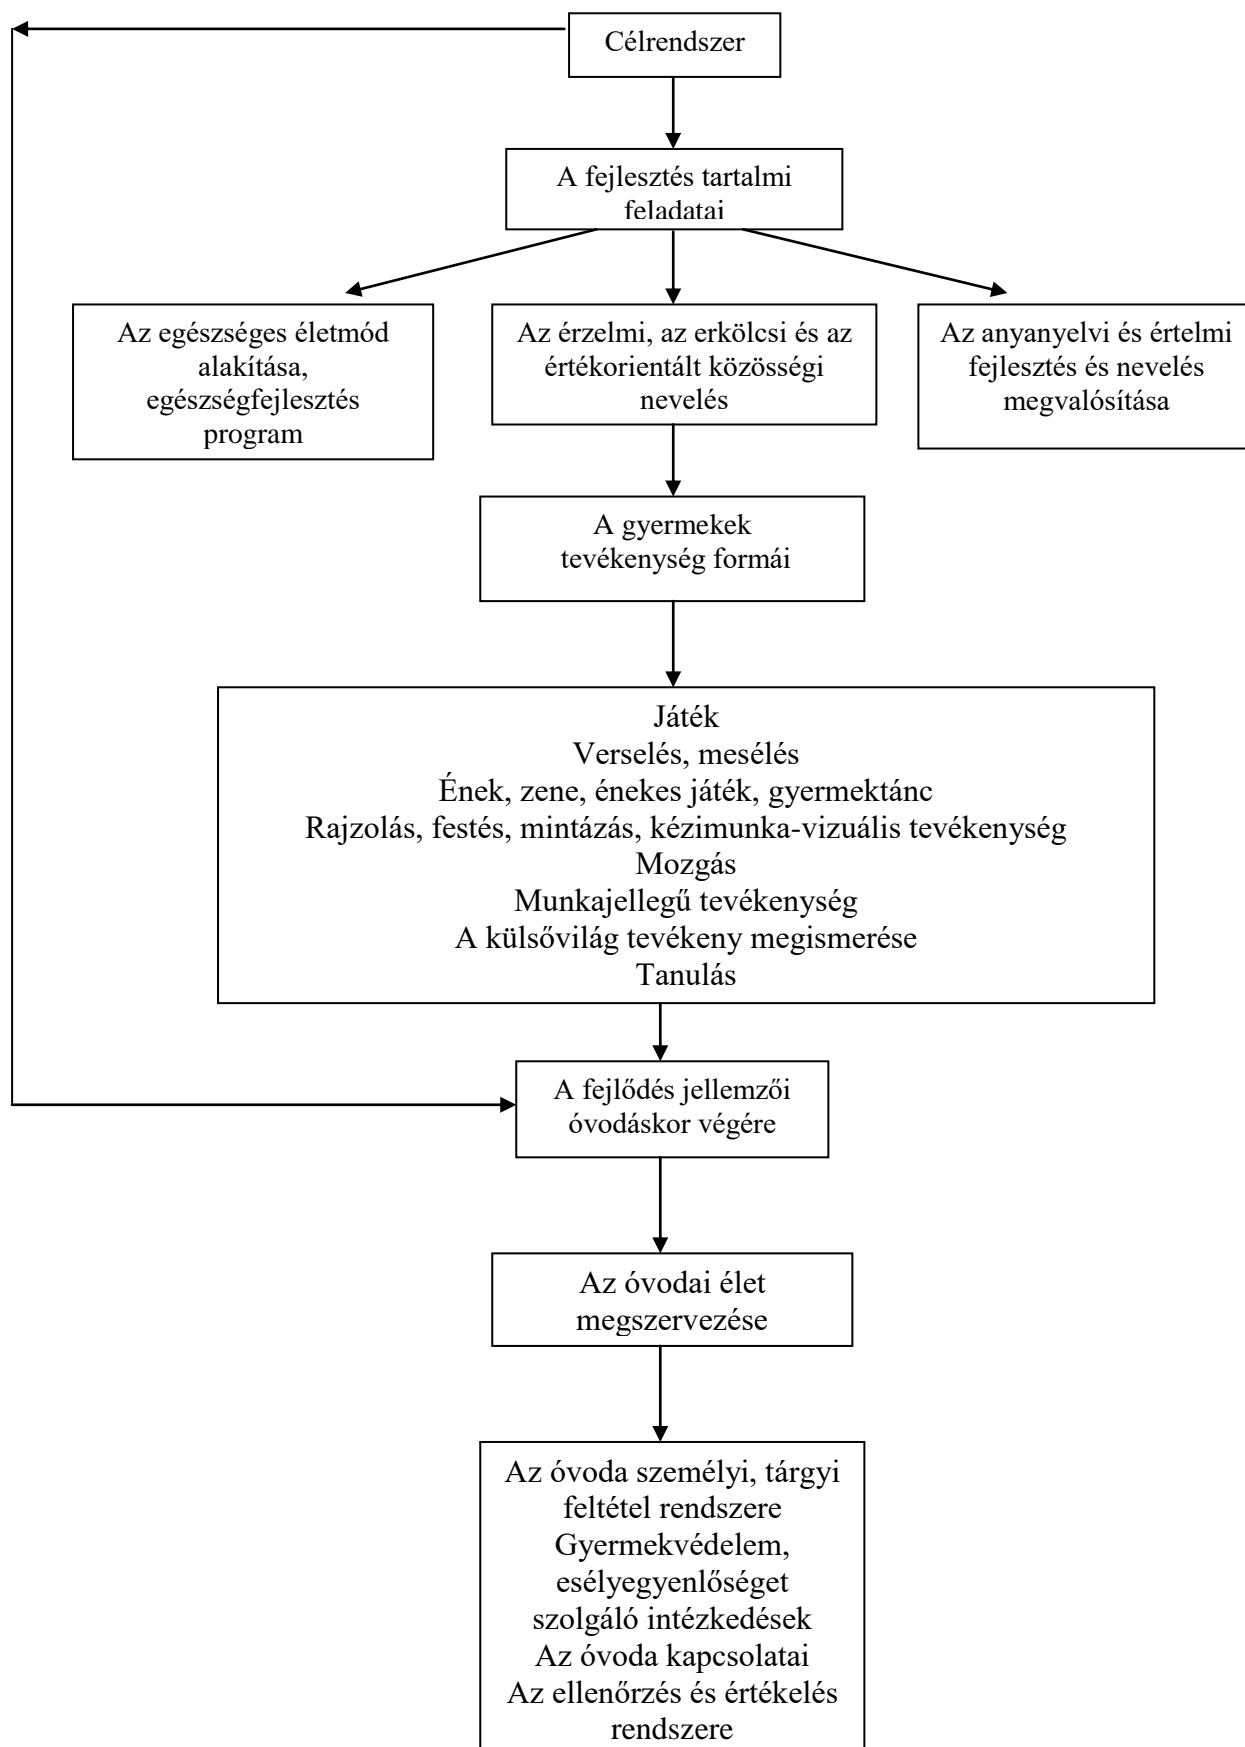 Célrendszer
A fejlesztés tartalmi
feladatai
Az egészséges életmód
alakítása,
egészségfejlesztés
program
Az érzelmi, az erkölcsi és az
értékorientált közösségi
nevelés
Az anyanyelvi és értelmi
fejlesztés és nevelés
megvalósítása
A gyermekek
tevékenység formái
Játék
Verselés, mesélés
Ének, zene, énekes játék, gyermektánc
Rajzolás, festés, mintázás, kézimunka-vizuális tevékenység
Mozgás
Munkajellegű tevékenység
A külsővilág tevékeny megismerése
Tanulás
A fejlődés jellemzői
óvodáskor végére
Az óvodai élet
megszervezése
Az óvoda személyi, tárgyi
feltétel rendszere
Gyermekvédelem,
esélyegyenlőséget
szolgáló intézkedések
Az óvoda kapcsolatai
Az ellenőrzés és értékelés
rendszere